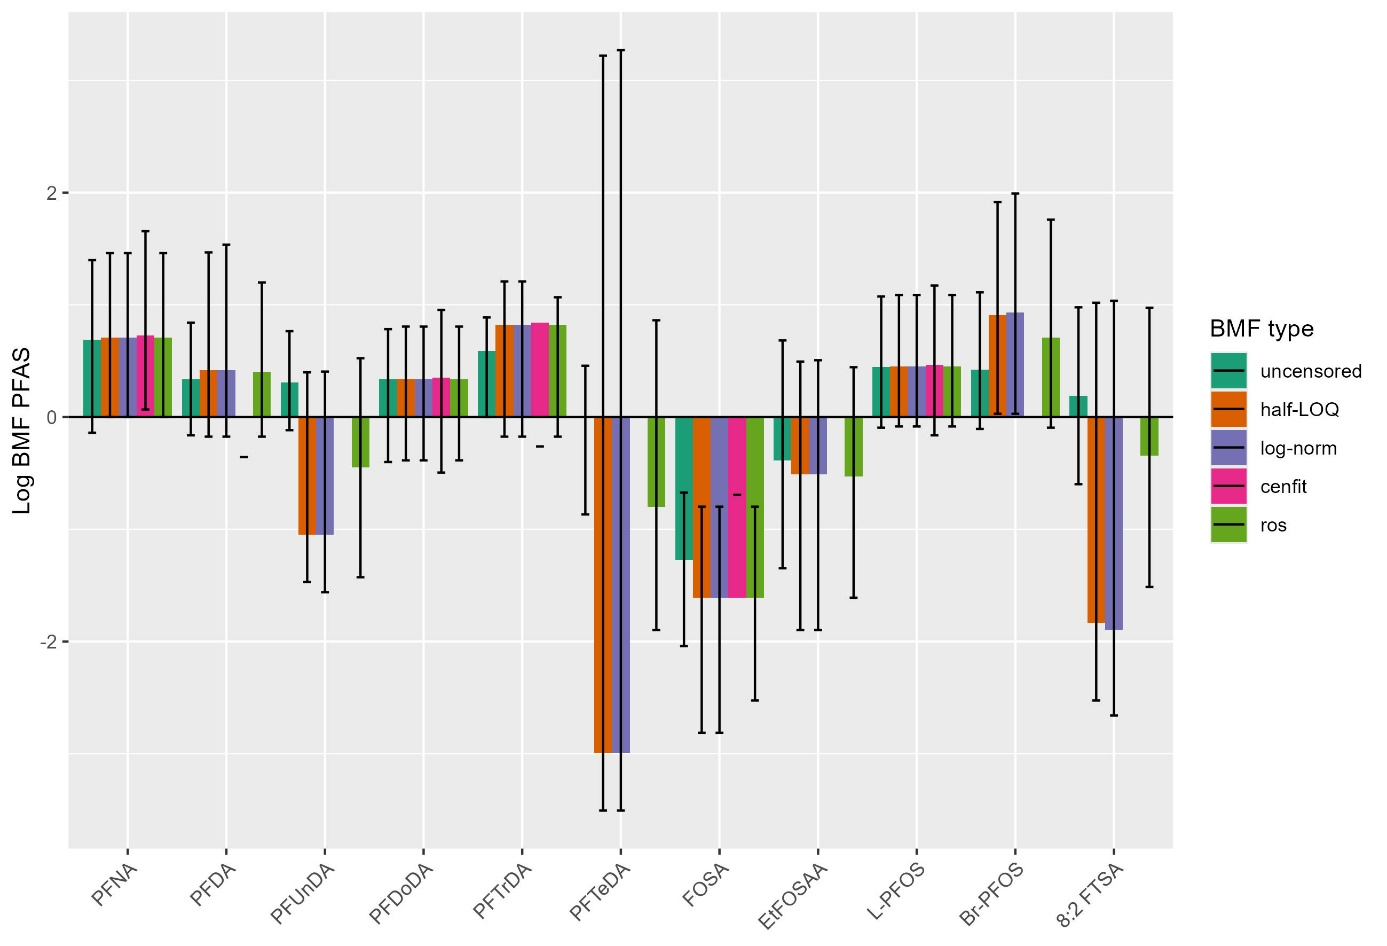 Log BMF PFAS
2
0
-2
PFNA
PFDA
PFUnDA
PFDoDA
PFTrDA
PFTeDA
FOSA
EtFOSAA
L-PFOS
Br-PFOS
8:2 FTSA
BMF type
uncensored
half-LOQ
log-norm
cenfit
ros